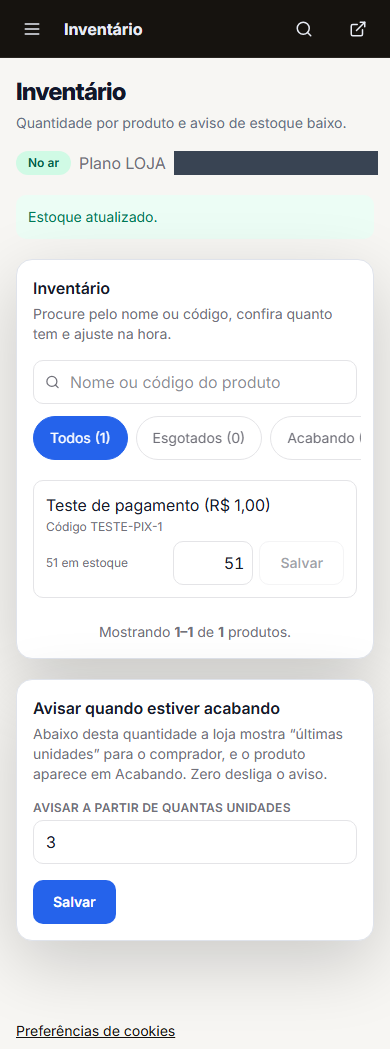 Inventário
Inventário
Quantidade por produto e aviso de estoque baixo.
No ar Plano LOJA
Estoque atualizado.
Inventário
Procure pelo nome ou código, confira quanto
tem e ajuste na hora.
Nome ou código do produto
Todos (1) Esgotados (0) Acabando
Teste de pagamento (R$ 1,00)
Código TESTE-PIX-1
51 em estoque 51 Salvar
Mostrando 1–1 de 1 produtos.
Avisar quando estiver acabando
Abaixo desta quantidade a loja mostra “últimas
unidades” para o comprador, e o produto
aparece em Acabando. Zero desliga o aviso.
AVISAR A PARTIR DE QUANTAS UNIDADES
3
Salvar
Preferências de cookies